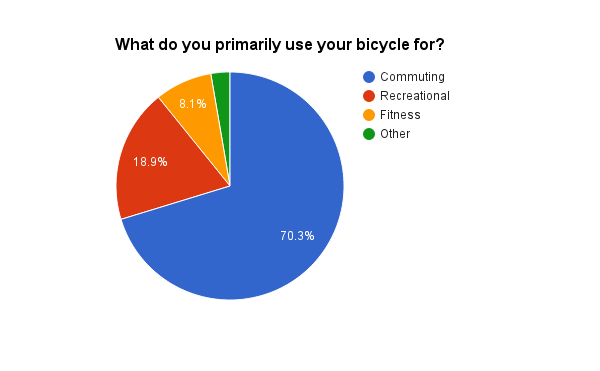 What do you primarily use your bicycle for?
Commuting
Recreational
Fitness
Other
8.1%
18.9%
70.3%